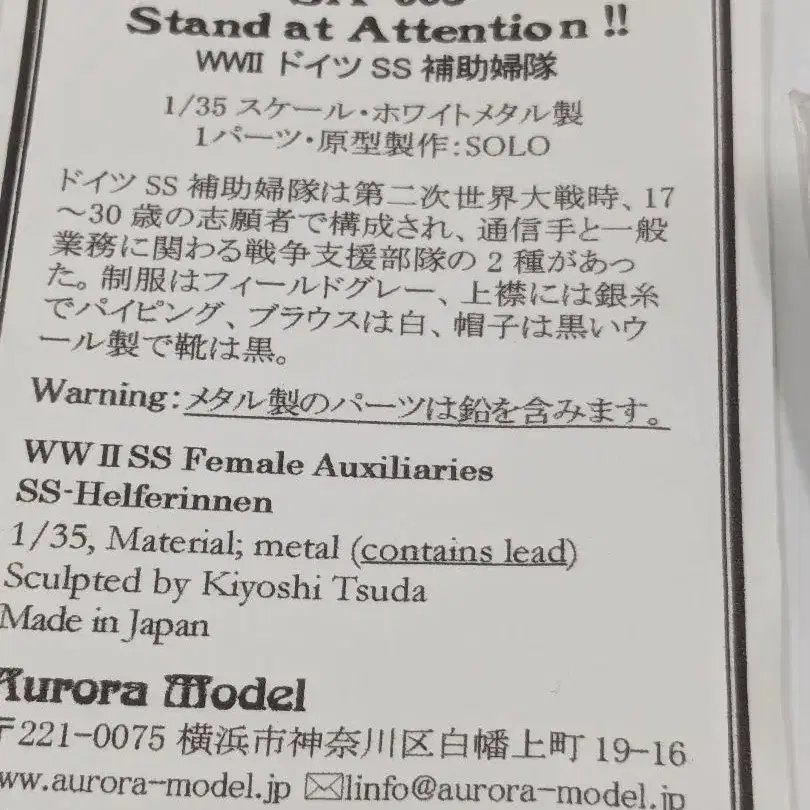 Stand at Attention !!
WWII ドイツ SS 補助婦隊
1/35 スケール・ホワイトメタル製
1パーツ・原型製作：SOLO
ドイツ SS 補助婦隊は第二次世界大戦時、17
～30 歳の志願者で構成され、通信手と一般
業務に関わる戦争支援部隊の 2 種があっ
た。制服はフィールドグレー、上襟には銀糸
でパイピング、ブラウスは白、帽子は黒いウ
ール製で靴は黒。
Warning：メタル製のパーツは鉛を含みます。
WWII SS Female Auxiliaries
SS-Helferinnen
1/35, Material; metal (contains lead)
Sculpted by Kiyoshi Tsuda
Made in Japan
Aurora Model
〒221-0075 横浜市神奈川区白幡上町 19-16
ww.aurora-model.jp ✉linfo@aurora-model.jp